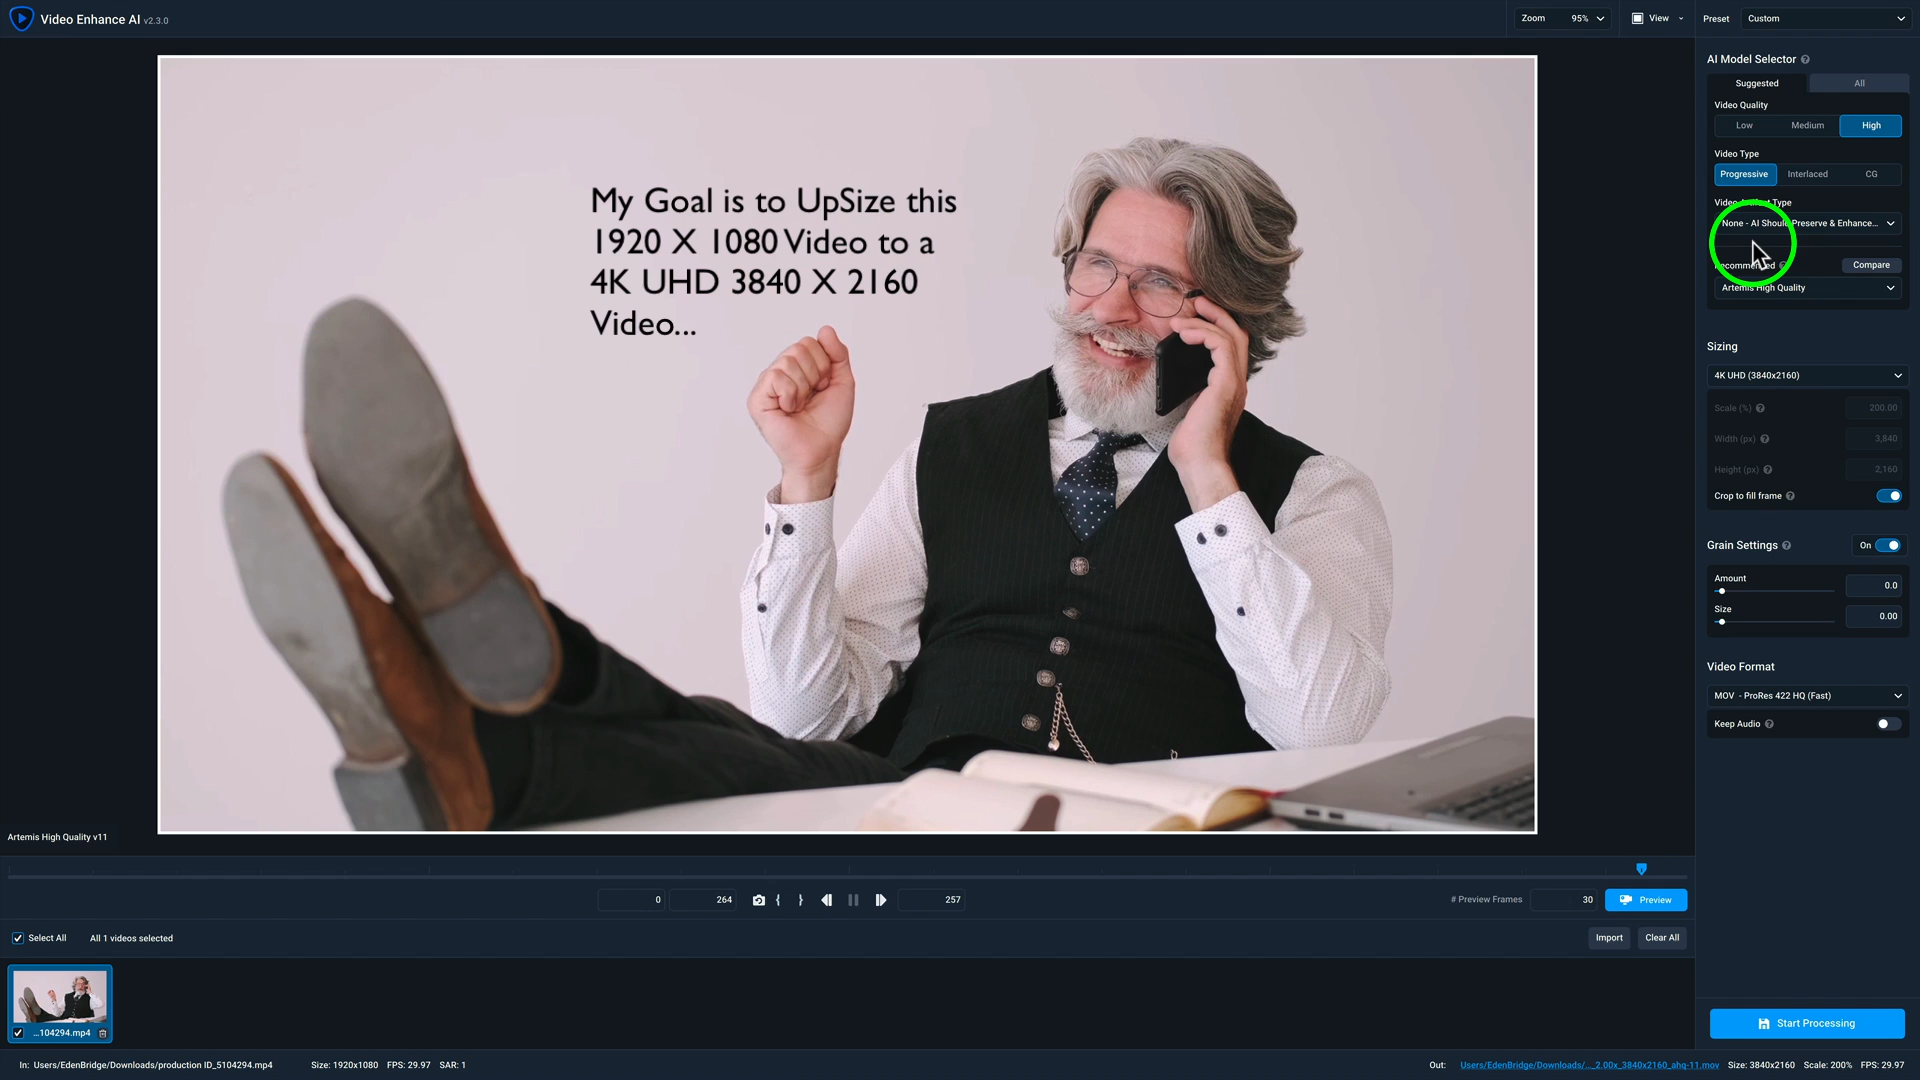 Video Enhance AI v2.3.0
Zoom 95%
View
Preset Custom
My Goal is to UpSize this
1920 X 1080 Video to a
4K UHD 3840 X 2160
Video...
AI Model Selector
Suggested All
Video Quality
Low Medium High
Video Type
Progressive Interlaced CG
Video Type
None - AI Should Preserve & Enhance...
Recommended Compare
Artemis High Quality
Sizing
4K UHD (3840x2160)
Scale (%) 200.00
Width (px) 3,840
Height (px) 2,160
Crop to fill frame
Grain Settings On
Amount 0.0
Size 0.00
Video Format
MOV - ProRes 422 HQ (Fast)
Keep Audio
Artemis High Quality v11
0 264 257
# Preview Frames 30 Preview
Select All All 1 videos selected
Import Clear All
...104294.mp4
Start Processing
In: Users/EdenBridge/Downloads/production ID_5104294.mp4 Size: 1920x1080 FPS: 29.97 SAR: 1
Out: Users/EdenBridge/Downloads/..._2.00x_3840x2160_ahq-11.mov Size: 3840x2160 Scale: 200% FPS: 29.97